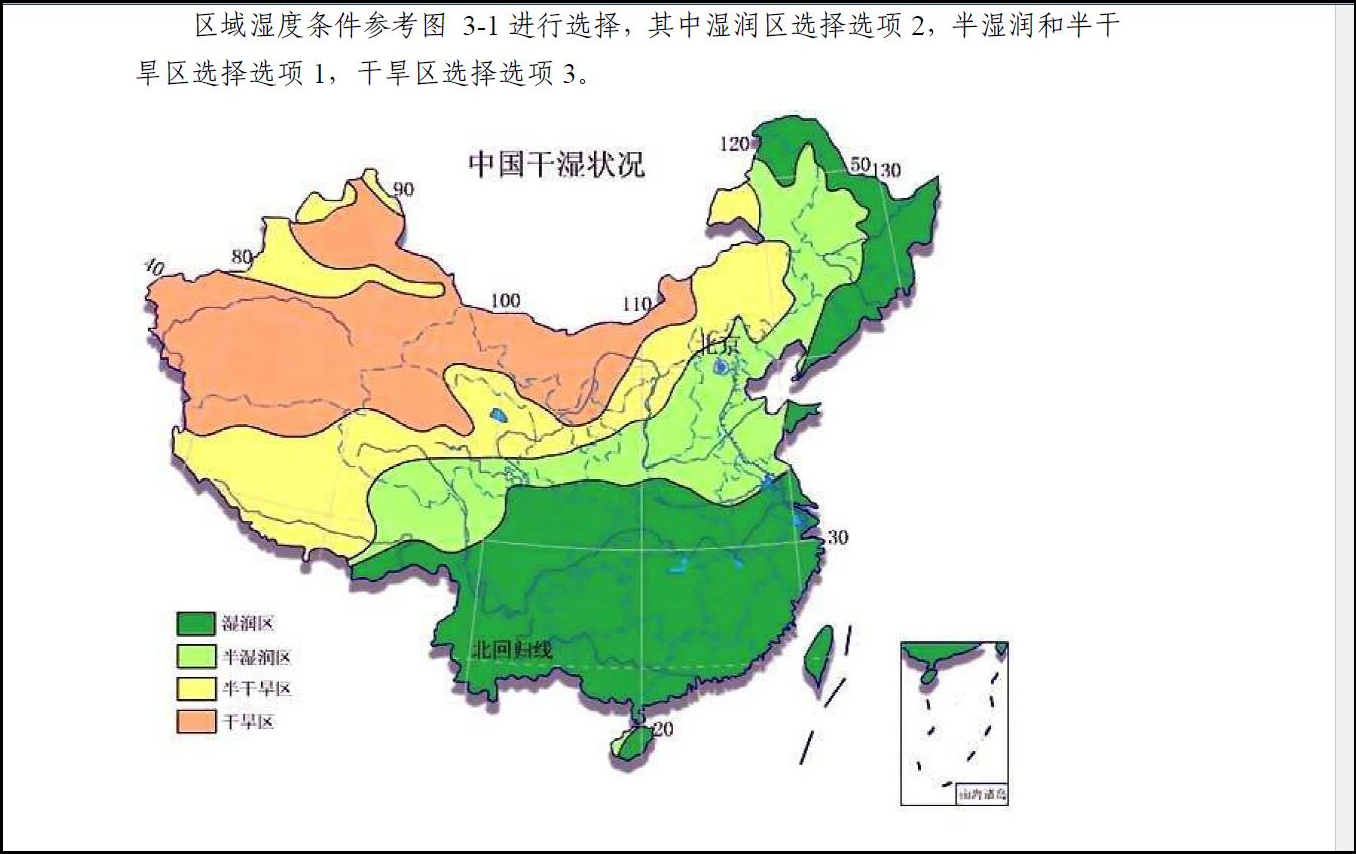 区域湿度条件参考图 3-1 进行选择，其中湿润区选择选项 2，半湿润和半干
旱区选择选项 1，干旱区选择选项 3。
中国干湿状况
120
50
130
90
80
40
100
110
北京
30
湿润区
半湿润区
半干旱区
干旱区
北回归线
20
南海诸岛